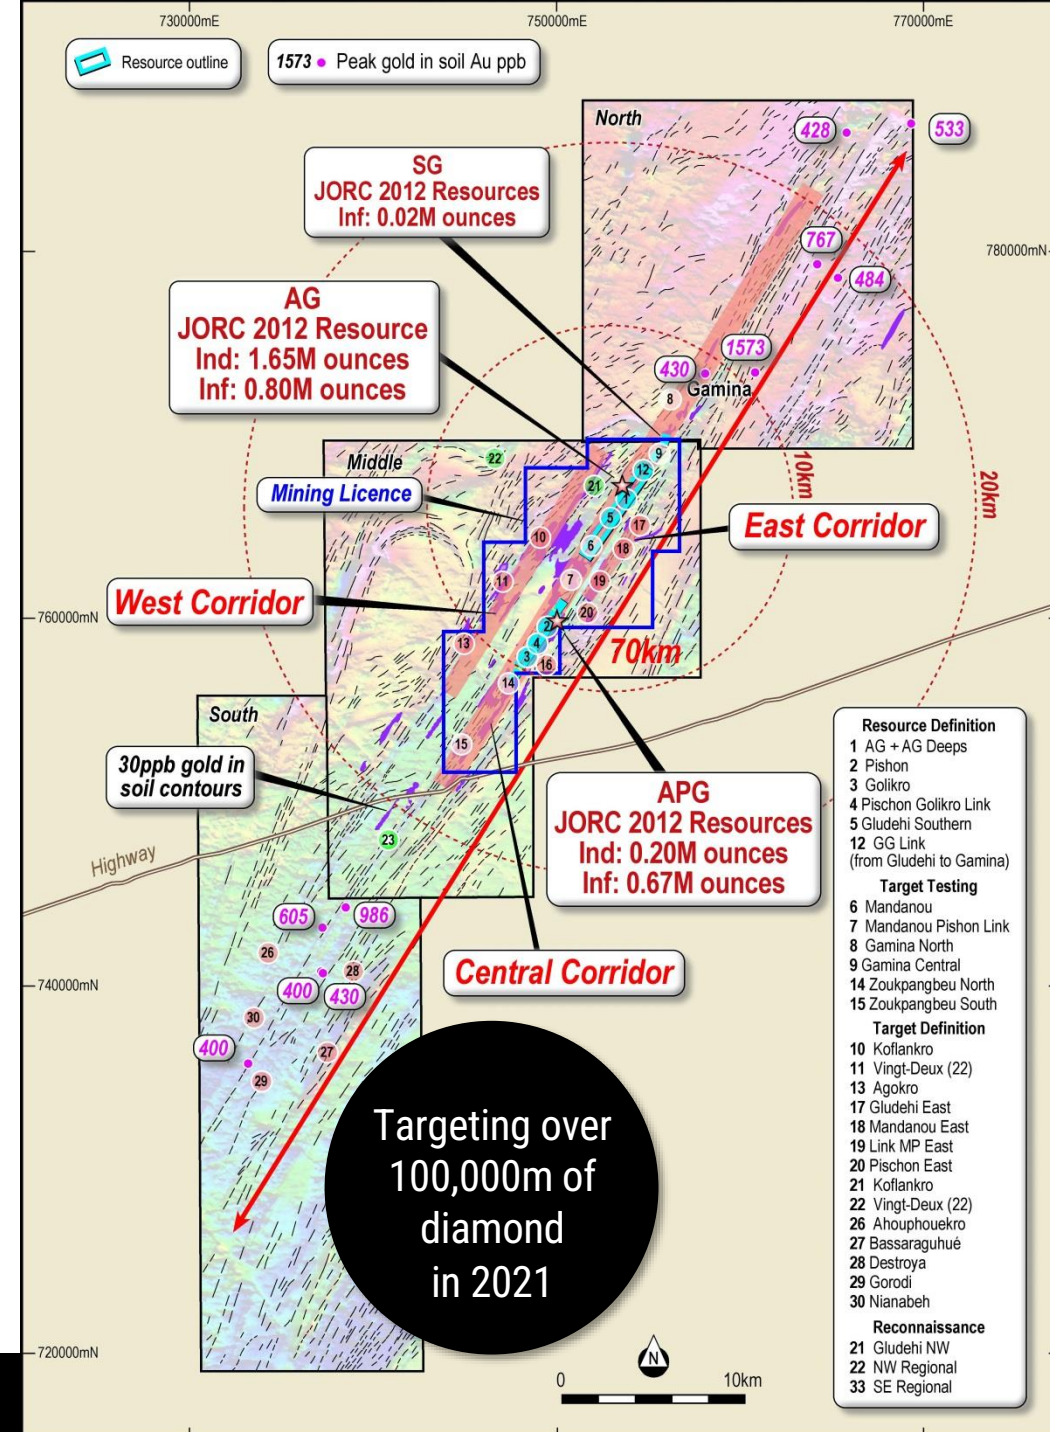 730000mE
750000mE
770000mE
Resource outline
1573 Peak gold in soil Au ppb
North
428
533
SG
JORC 2012 Resources
Inf: 0.02M ounces
767
780000mN
484
AG
JORC 2012 Resource
Ind: 1.65M ounces
Inf: 0.80M ounces
1573
430
Gamina
8
Middle
22
9
12
10km
20km
Mining Licence
21
1
5
17
East Corridor
10
6
18
11
7
19
West Corridor
760000mN
20
2
13
4
3
16
70km
14
South
15
30ppb gold in
soil contours
23
Highway
APG
JORC 2012 Resources
Ind: 0.20M ounces
Inf: 0.67M ounces
605
986
26
28
Central Corridor
740000mN
400
430
30
400
27
29
Targeting over
100,000m of
diamond
in 2021
720000mN
N
0
10km
Resource Definition
1 AG + AG Deeps
2 Pishon
3 Golikro
4 Pischon Golikro Link
5 Gludehi Southern
12 GG Link
(from Gludehi to Gamina)
Target Testing
6 Mandanou
7 Mandanou Pishon Link
8 Gamina North
9 Gamina Central
14 Zoukpangbeu North
15 Zoukpangbeu South
Target Definition
10 Koflankro
11 Vingt-Deux (22)
13 Agokro
17 Gludehi East
18 Mandanou East
19 Link MP East
20 Pischon East
21 Koflankro
22 Vingt-Deux (22)
26 Ahouphouekro
27 Bassaraguhué
28 Destroya
29 Gorodi
30 Nianabeh
Reconnaissance
21 Gludehi NW
22 NW Regional
33 SE Regional